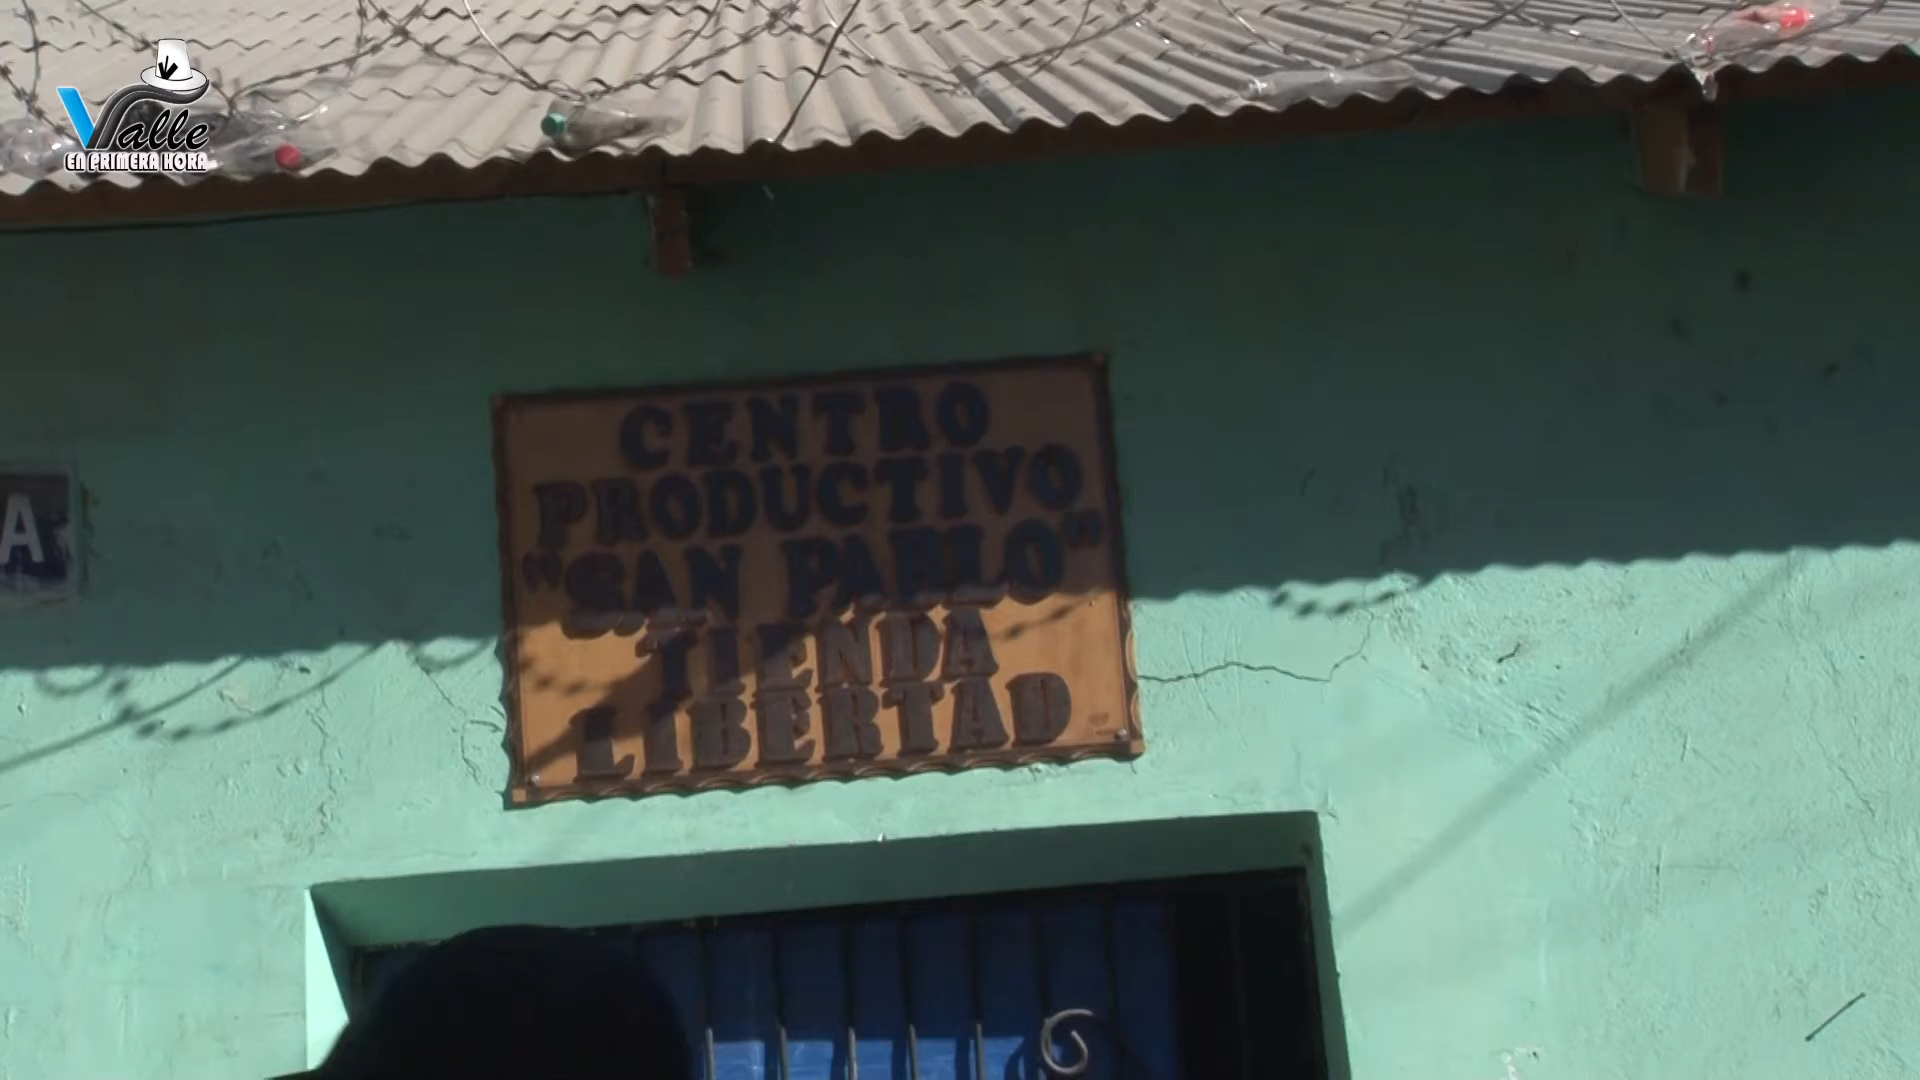 Valle
EN PRIMERA HORA
CENTRO
PRODUCTIVO
"SAN PABLO"
TIENDA
LIBERTAD
A